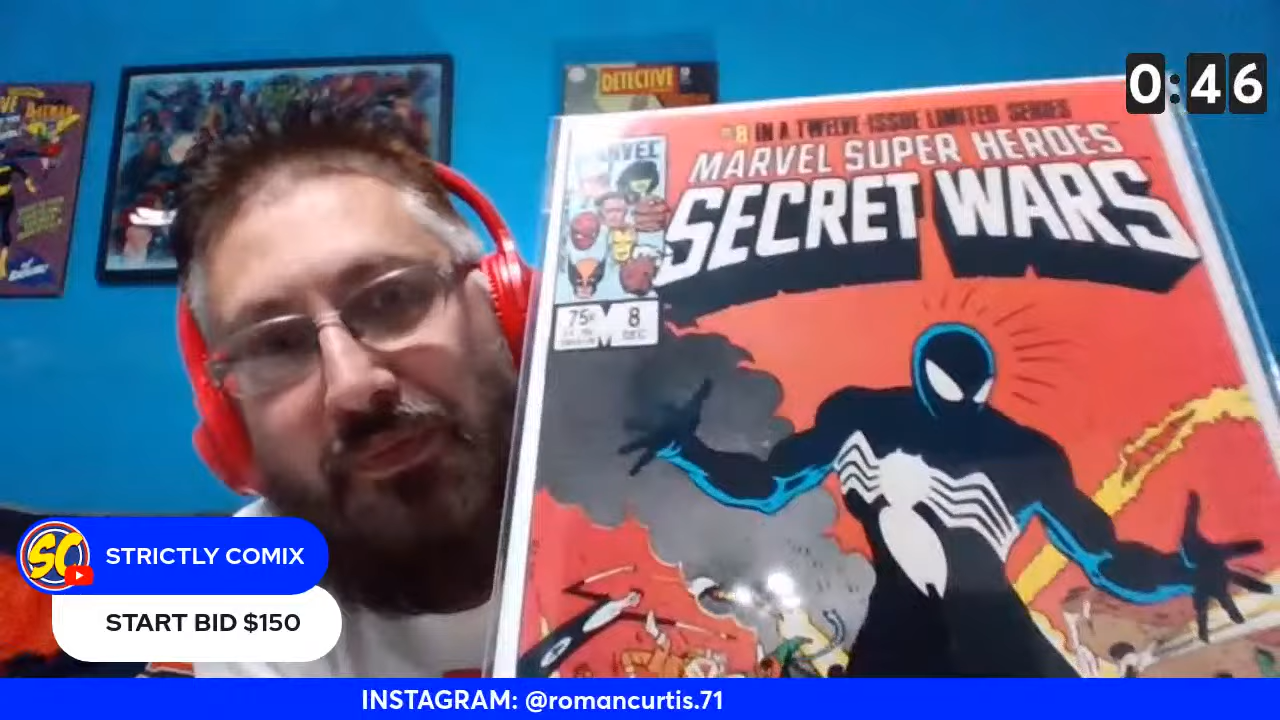 DETECTIVE
0:46
#8 IN A TWELVE-ISSUE LIMITED SERIES
MARVEL SUPER HEROES
SECRET WARS
75¢
8
DEC
SC
STRICTLY COMIX
START BID $150
INSTAGRAM: @romancurtis.71